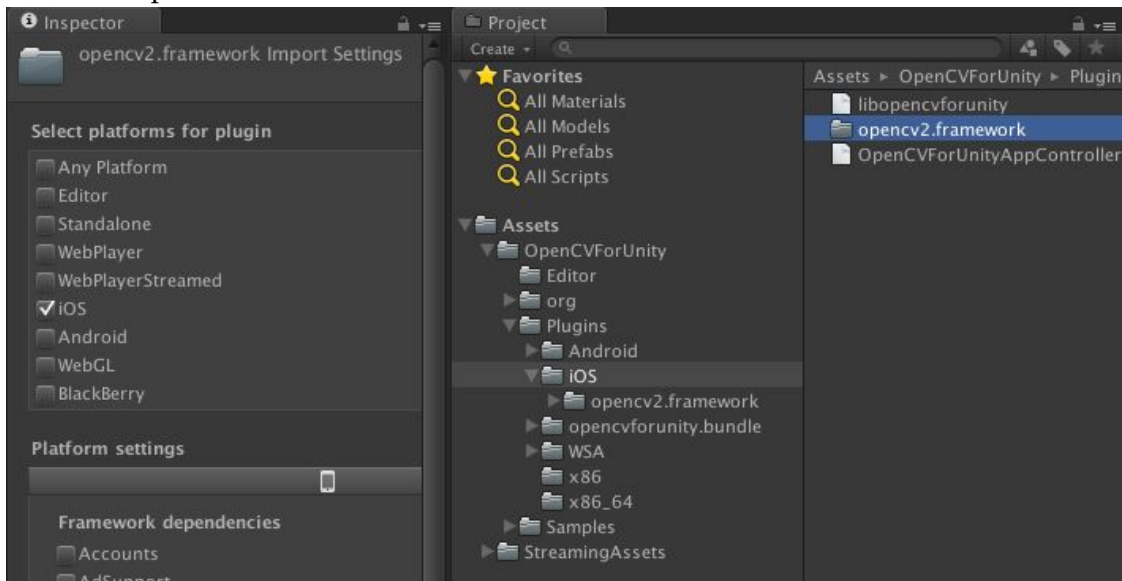 Inspector
opencv2.framework Import Settings
Select platforms for plugin
Any Platform
Editor
Standalone
WebPlayer
WebPlayerStreamed
iOS
Android
WebGL
BlackBerry
Platform settings
Framework dependencies
Accounts
AdSupport
Project
Create
Favorites
All Materials
All Models
All Prefabs
All Scripts
Assets
OpenCVForUnity
Editor
org
Plugins
Android
iOS
opencv2.framework
opencvforunity.bundle
WSA
x86
x86_64
Samples
StreamingAssets
Assets ▸ OpenCVForUnity ▸ Plugin
libopencvforunity
opencv2.framework
OpenCVForUnityAppController